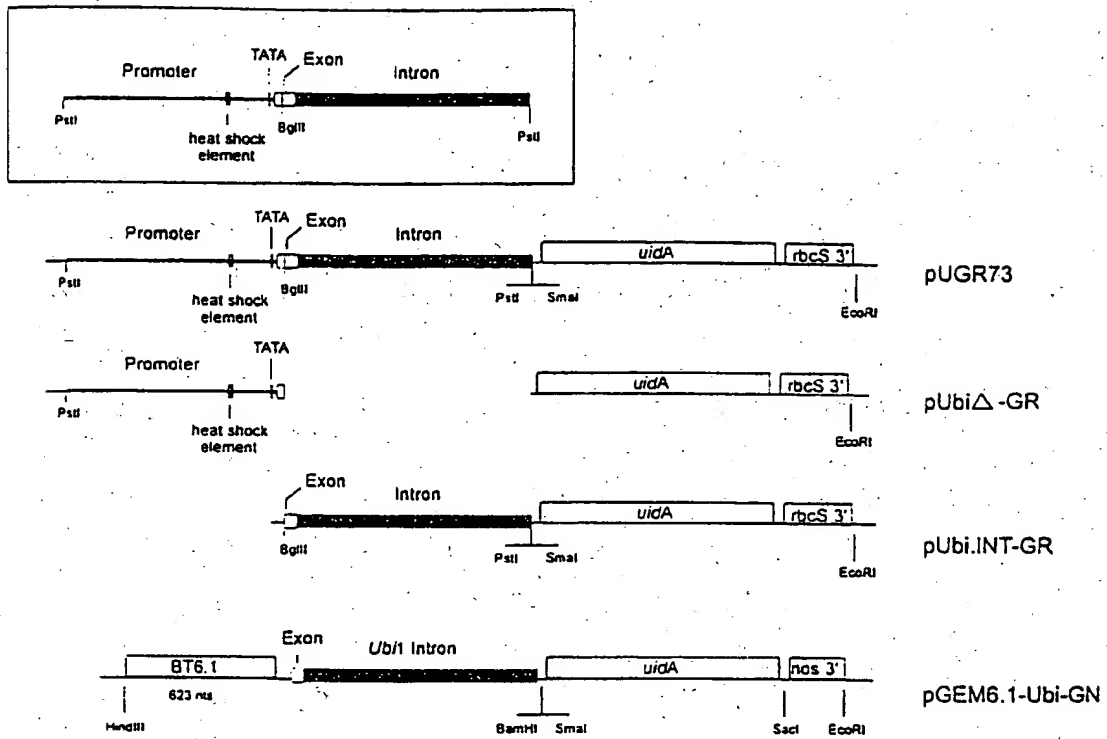 TATA Exon
Promoter Intron
PstI BglII PstI
heat shock
element
TATA Exon
Promoter Intron
uidA rbcS 3'
pUGR73
PstI BglII PstI SmaI
heat shock
element
EcoRI
TATA
Promoter
uidA rbcS 3'
pUbi△-GR
PstI
heat shock
element
EcoRI
Exon
Intron
uidA rbcS 3'
pUbi.INT-GR
BglII PstI SmaI
EcoRI
Exon
Ubi1 Intron
BT6.1 uidA nos 3'
623 nts
pGEM6.1-Ubi-GN
HindIII BamHI SmaI SacI EcoRI